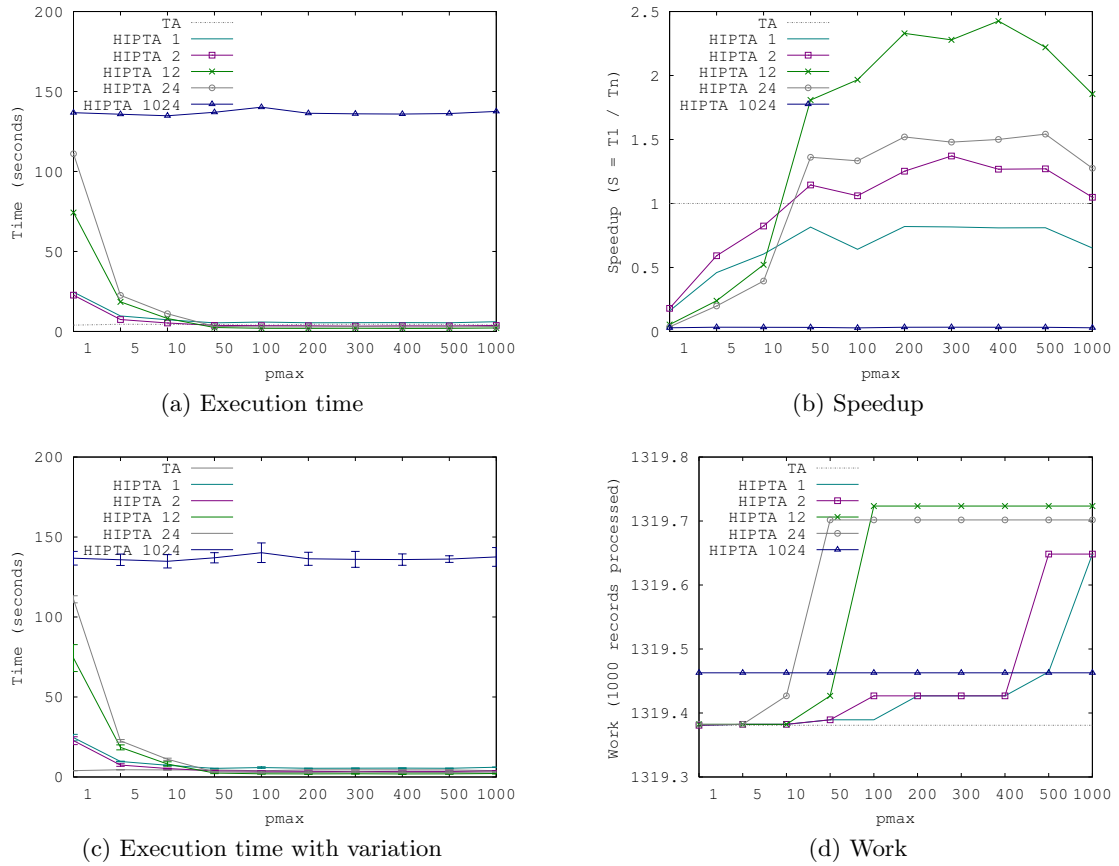 200
150
100
50
0
Time (seconds)
TA
HIPTA 1
HIPTA 2
HIPTA 12
HIPTA 24
HIPTA 1024
1 5 10 50 100 200 300 400 500 1000
pmax
(a) Execution time
2.5
2
1.5
1
0.5
0
Speedup (S = T1 / Tn)
TA
HIPTA 1
HIPTA 2
HIPTA 12
HIPTA 24
HIPTA 1024
1 5 10 50 100 200 300 400 500 1000
pmax
(b) Speedup
200
150
100
50
0
Time (seconds)
TA
HIPTA 1
HIPTA 2
HIPTA 12
HIPTA 24
HIPTA 1024
1 5 10 50 100 200 300 400 500 1000
pmax
(c) Execution time with variation
1319.8
1319.7
1319.6
1319.5
1319.4
1319.3
Work (1000 records processed)
TA
HIPTA 1
HIPTA 2
HIPTA 12
HIPTA 24
HIPTA 1024
1 5 10 50 100 200 300 400 500 1000
pmax
(d) Work